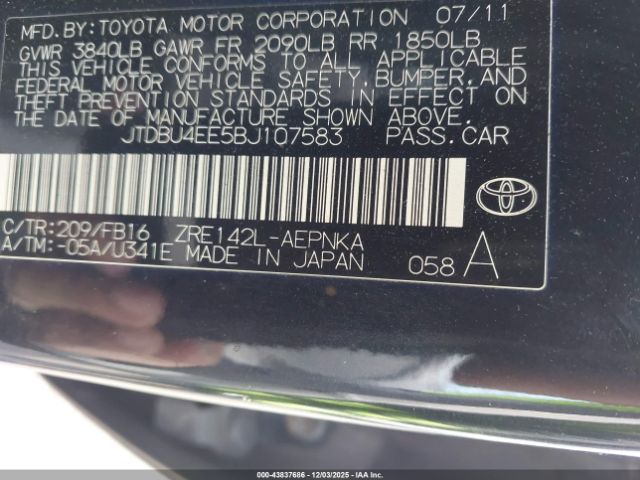 MFD.BY:TOYOTA MOTOR CORPORATION 07/11
GVWR 3840LB GAWR FR 2090LB RR 1850LB
THIS VEHICLE CONFORMS TO ALL APPLICABLE
FEDERAL MOTOR VEHICLE SAFETY, BUMPER, AND
THEFT PREVENTION STANDARDS IN EFFECT ON
THE DATE OF MANUFACTURE SHOWN ABOVE.
JTDBU4EE5BJ107583 PASS.CAR
C/TR:209/FB16 ZRE142L-AEPNKA
A/TM:-05A/U341E MADE IN JAPAN 058 A
000-43837686 - 12/03/2025 - IAA, Inc.